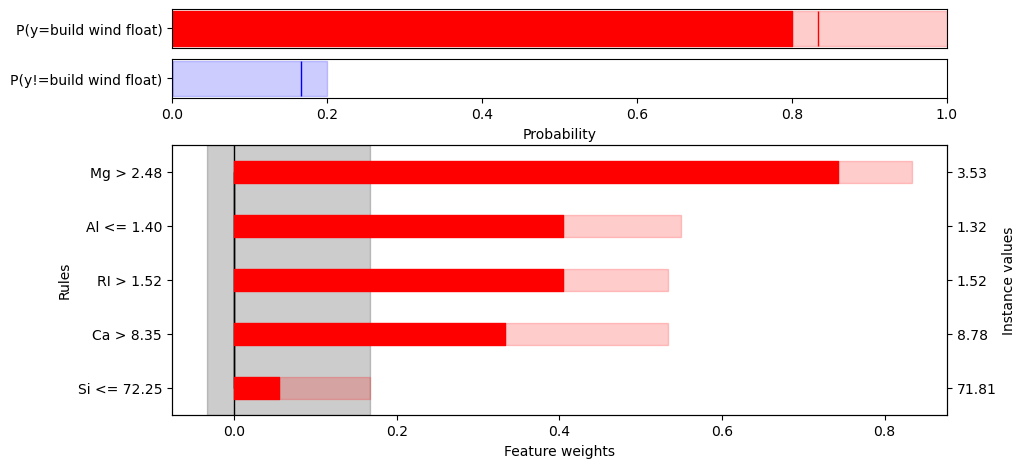 P(y=build wind float)
P(y!=build wind float)
0.0 0.2 0.4 0.6 0.8 1.0
Probability
Mg > 2.48 3.53
Al <= 1.40 1.32
RI > 1.52 1.52
Ca > 8.35 8.78
Si <= 72.25 71.81
Rules
Instance values
0.0 0.2 0.4 0.6 0.8
Feature weights